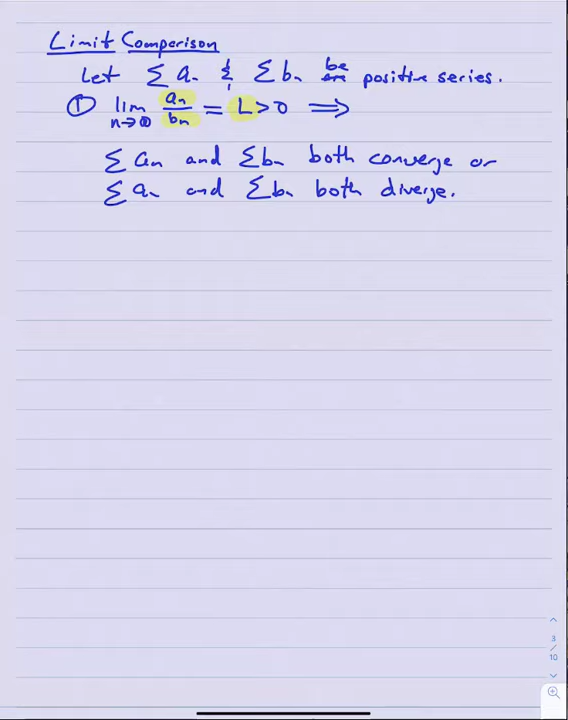 Limit Comparison
Let ∑ aₙ & ∑ bₙ be positive series.
① lim n→∞ aₙ/bₙ = L > 0 ⟹
∑ aₙ and ∑ bₙ both converge or
∑ aₙ and ∑ bₙ both diverge.
3
/
10